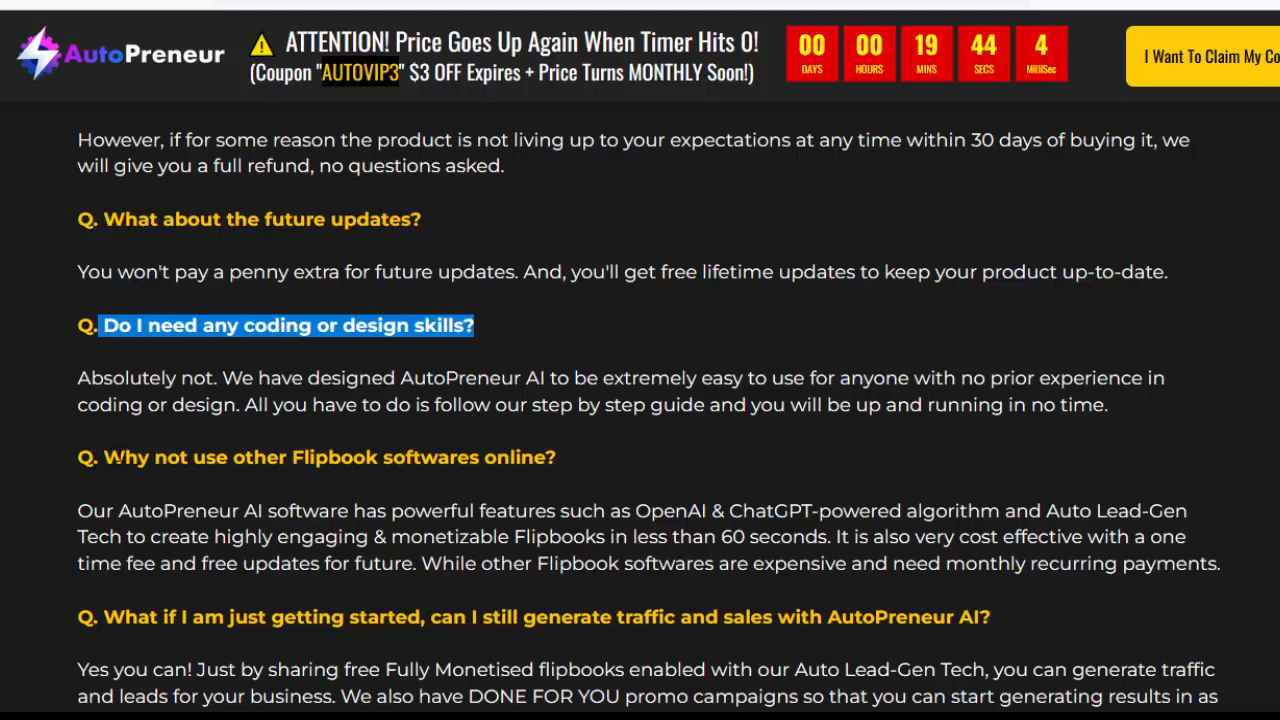 AutoPreneur
ATTENTION! Price Goes Up Again When Timer Hits 0!
(Coupon "AUTOVIP3" $3 OFF Expires + Price Turns MONTHLY Soon!)
00 00 19 44 4
DAYS HOURS MINS SECS MilliSec
I Want To Claim My Co
However, if for some reason the product is not living up to your expectations at any time within 30 days of buying it, we
will give you a full refund, no questions asked.
Q. What about the future updates?
You won't pay a penny extra for future updates. And, you'll get free lifetime updates to keep your product up-to-date.
Q. Do I need any coding or design skills?
Absolutely not. We have designed AutoPreneur AI to be extremely easy to use for anyone with no prior experience in
coding or design. All you have to do is follow our step by step guide and you will be up and running in no time.
Q. Why not use other Flipbook softwares online?
Our AutoPreneur AI software has powerful features such as OpenAI & ChatGPT-powered algorithm and Auto Lead-Gen
Tech to create highly engaging & monetizable Flipbooks in less than 60 seconds. It is also very cost effective with a one
time fee and free updates for future. While other Flipbook softwares are expensive and need monthly recurring payments.
Q. What if I am just getting started, can I still generate traffic and sales with AutoPreneur AI?
Yes you can! Just by sharing free Fully Monetised flipbooks enabled with our Auto Lead-Gen Tech, you can generate traffic
and leads for your business. We also have DONE FOR YOU promo campaigns so that you can start generating results in as